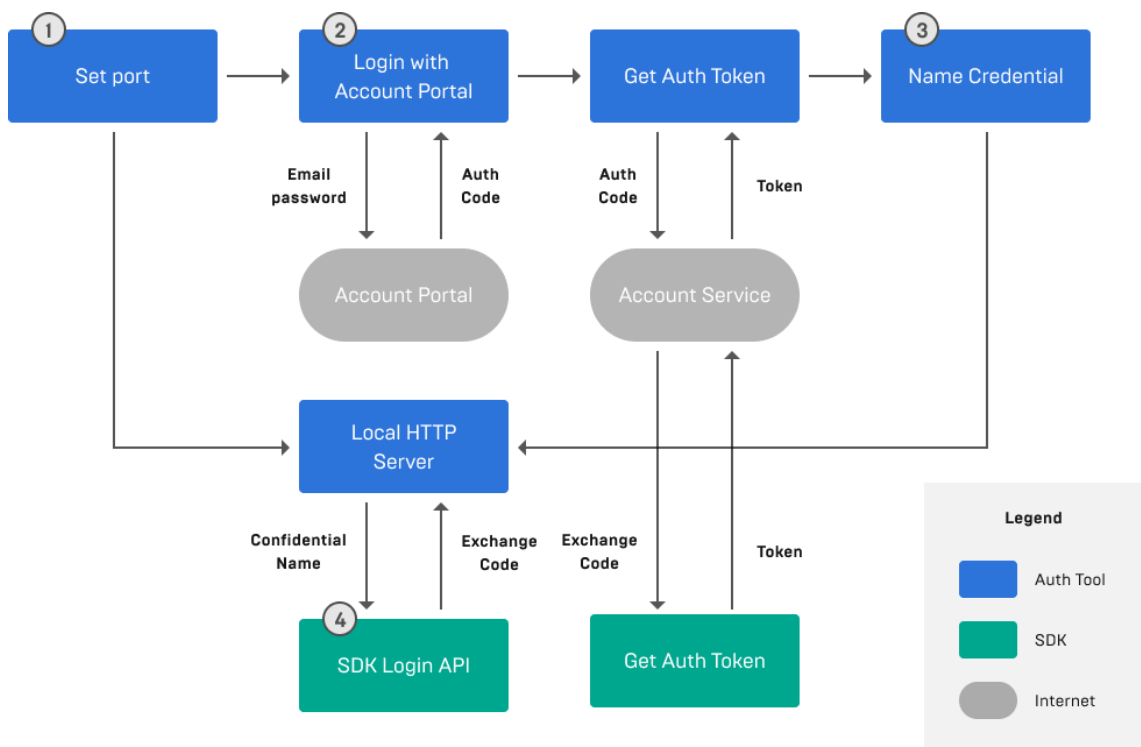 1
Set port
2
Login with
Account Portal
Get Auth Token
3
Name Credential
Email
password
Auth
Code
Auth
Code
Token
Account Portal
Account Service
Local HTTP
Server
Confidential
Name
Exchange
Code
Exchange
Code
Token
4
SDK Login API
Get Auth Token
Legend
Auth Tool
SDK
Internet